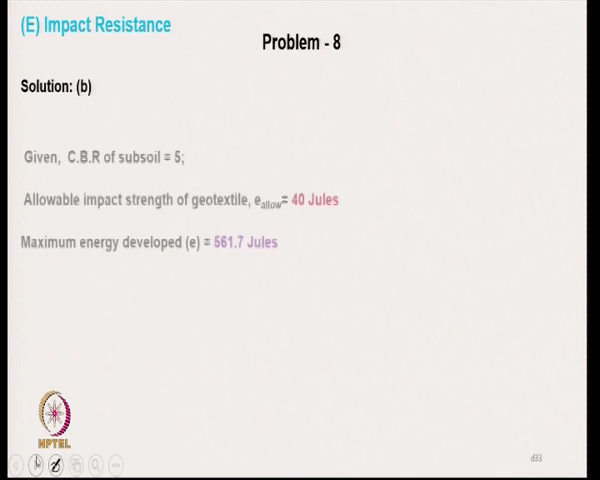 (E) Impact Resistance
Problem - 8
Solution: (b)
Given, C.B.R of subsoil = 5;
Allowable impact strength of geotextile, eallow= 40 Jules
Maximum energy developed (e) = 561.7 Jules
NPTEL
d33